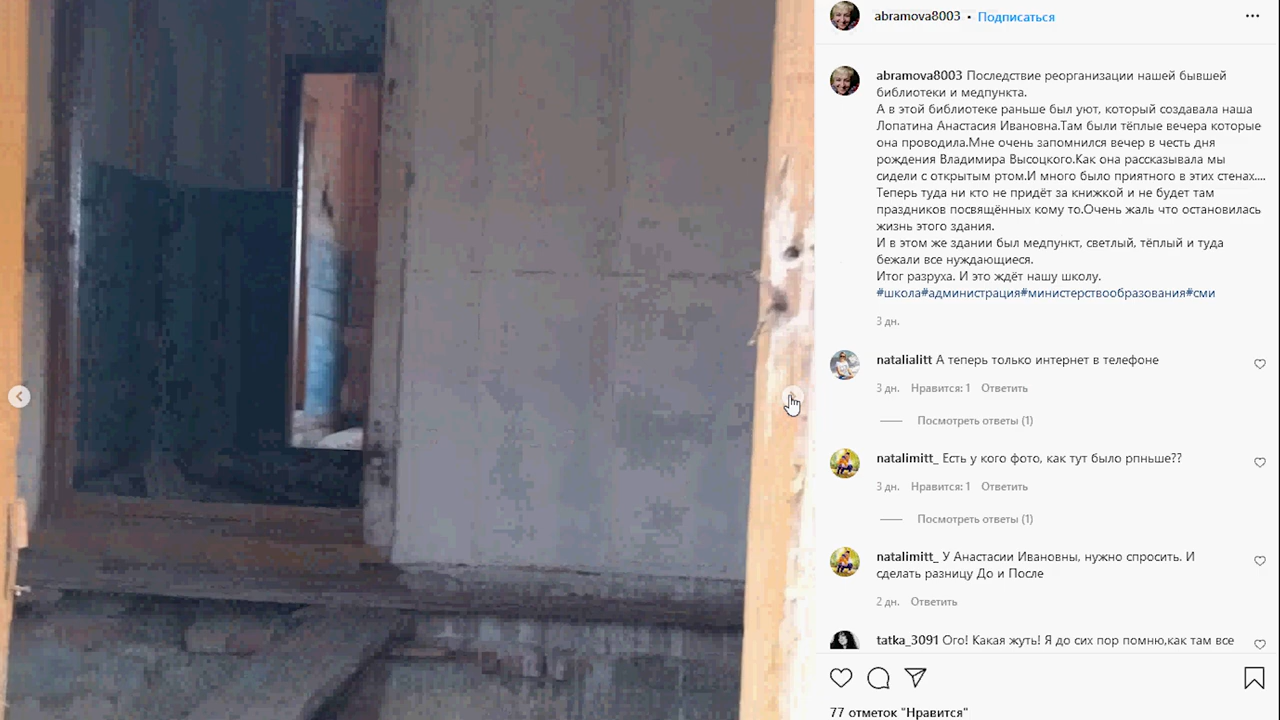 abramova8003 • Подписаться
abramova8003 Последствие реорганизации нашей бывшей
библиотеки и медпункта.
А в этой библиотеке раньше был уют, который создавала наша
Лопатина Анастасия Ивановна.Там были тёплые вечера которые
она проводила.Мне очень запомнился вечер в честь дня
рождения Владимира Высоцкого.Как она рассказывала мы
сидели с открытым ртом.И много было приятного в этих стенах....
Теперь туда ни кто не придёт за книжкой и не будет там
праздников посвящённых кому то.Очень жаль что остановилась
жизнь этого здания.
И в этом же здании был медпункт, светлый, тёплый и туда
бежали все нуждающиеся.
Итог разруха. И это ждёт нашу школу.
#школа#администрация#министерствообразования#сми
3 дн.
natalialitt А теперь только интернет в телефоне
3 дн. Нравится: 1 Ответить
Посмотреть ответы (1)
natalimitt_ Есть у кого фото, как тут было рпньше??
3 дн. Нравится: 1 Ответить
Посмотреть ответы (1)
natalimitt_ У Анастасии Ивановны, нужно спросить. И
сделать разницу До и После
2 дн. Ответить
tatka_3091 Ого! Какая жуть! Я до сих пор помню,как там все
77 отметок "Нравится"